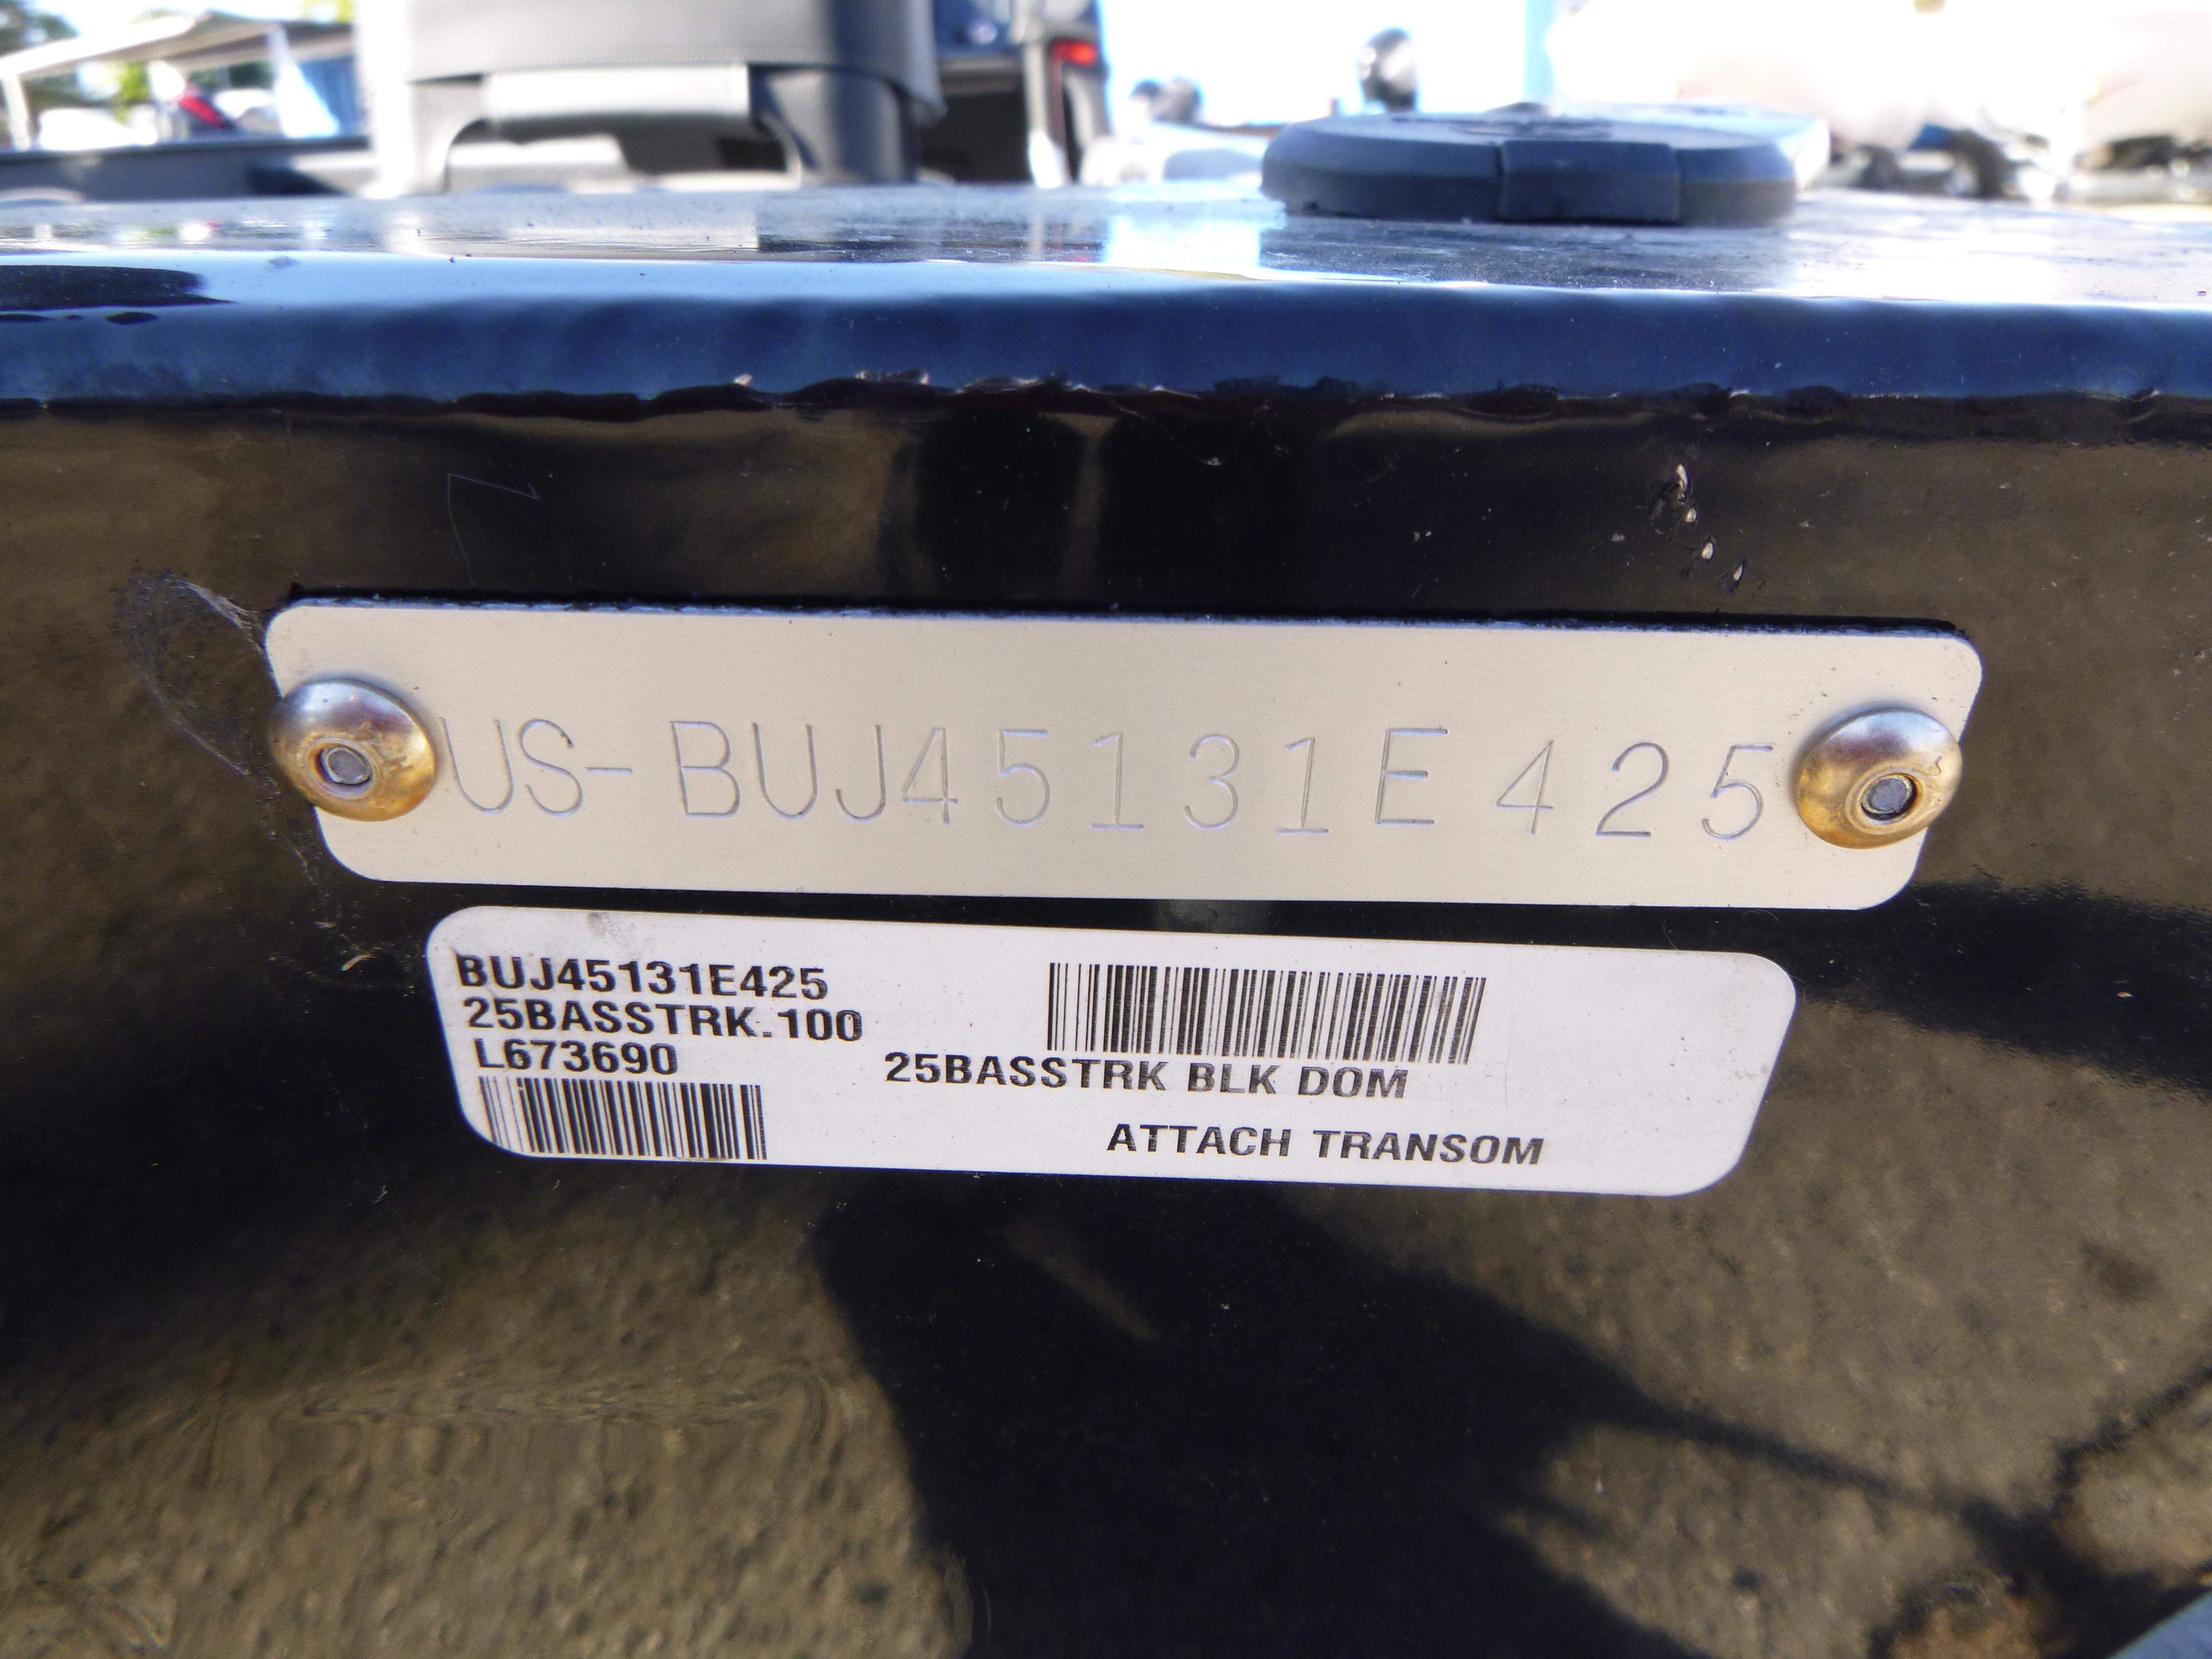 US-BUJ45131E425
BUJ45131E425
25BASSTRK.100
L673690
25BASSTRK BLK DOM
ATTACH TRANSOM